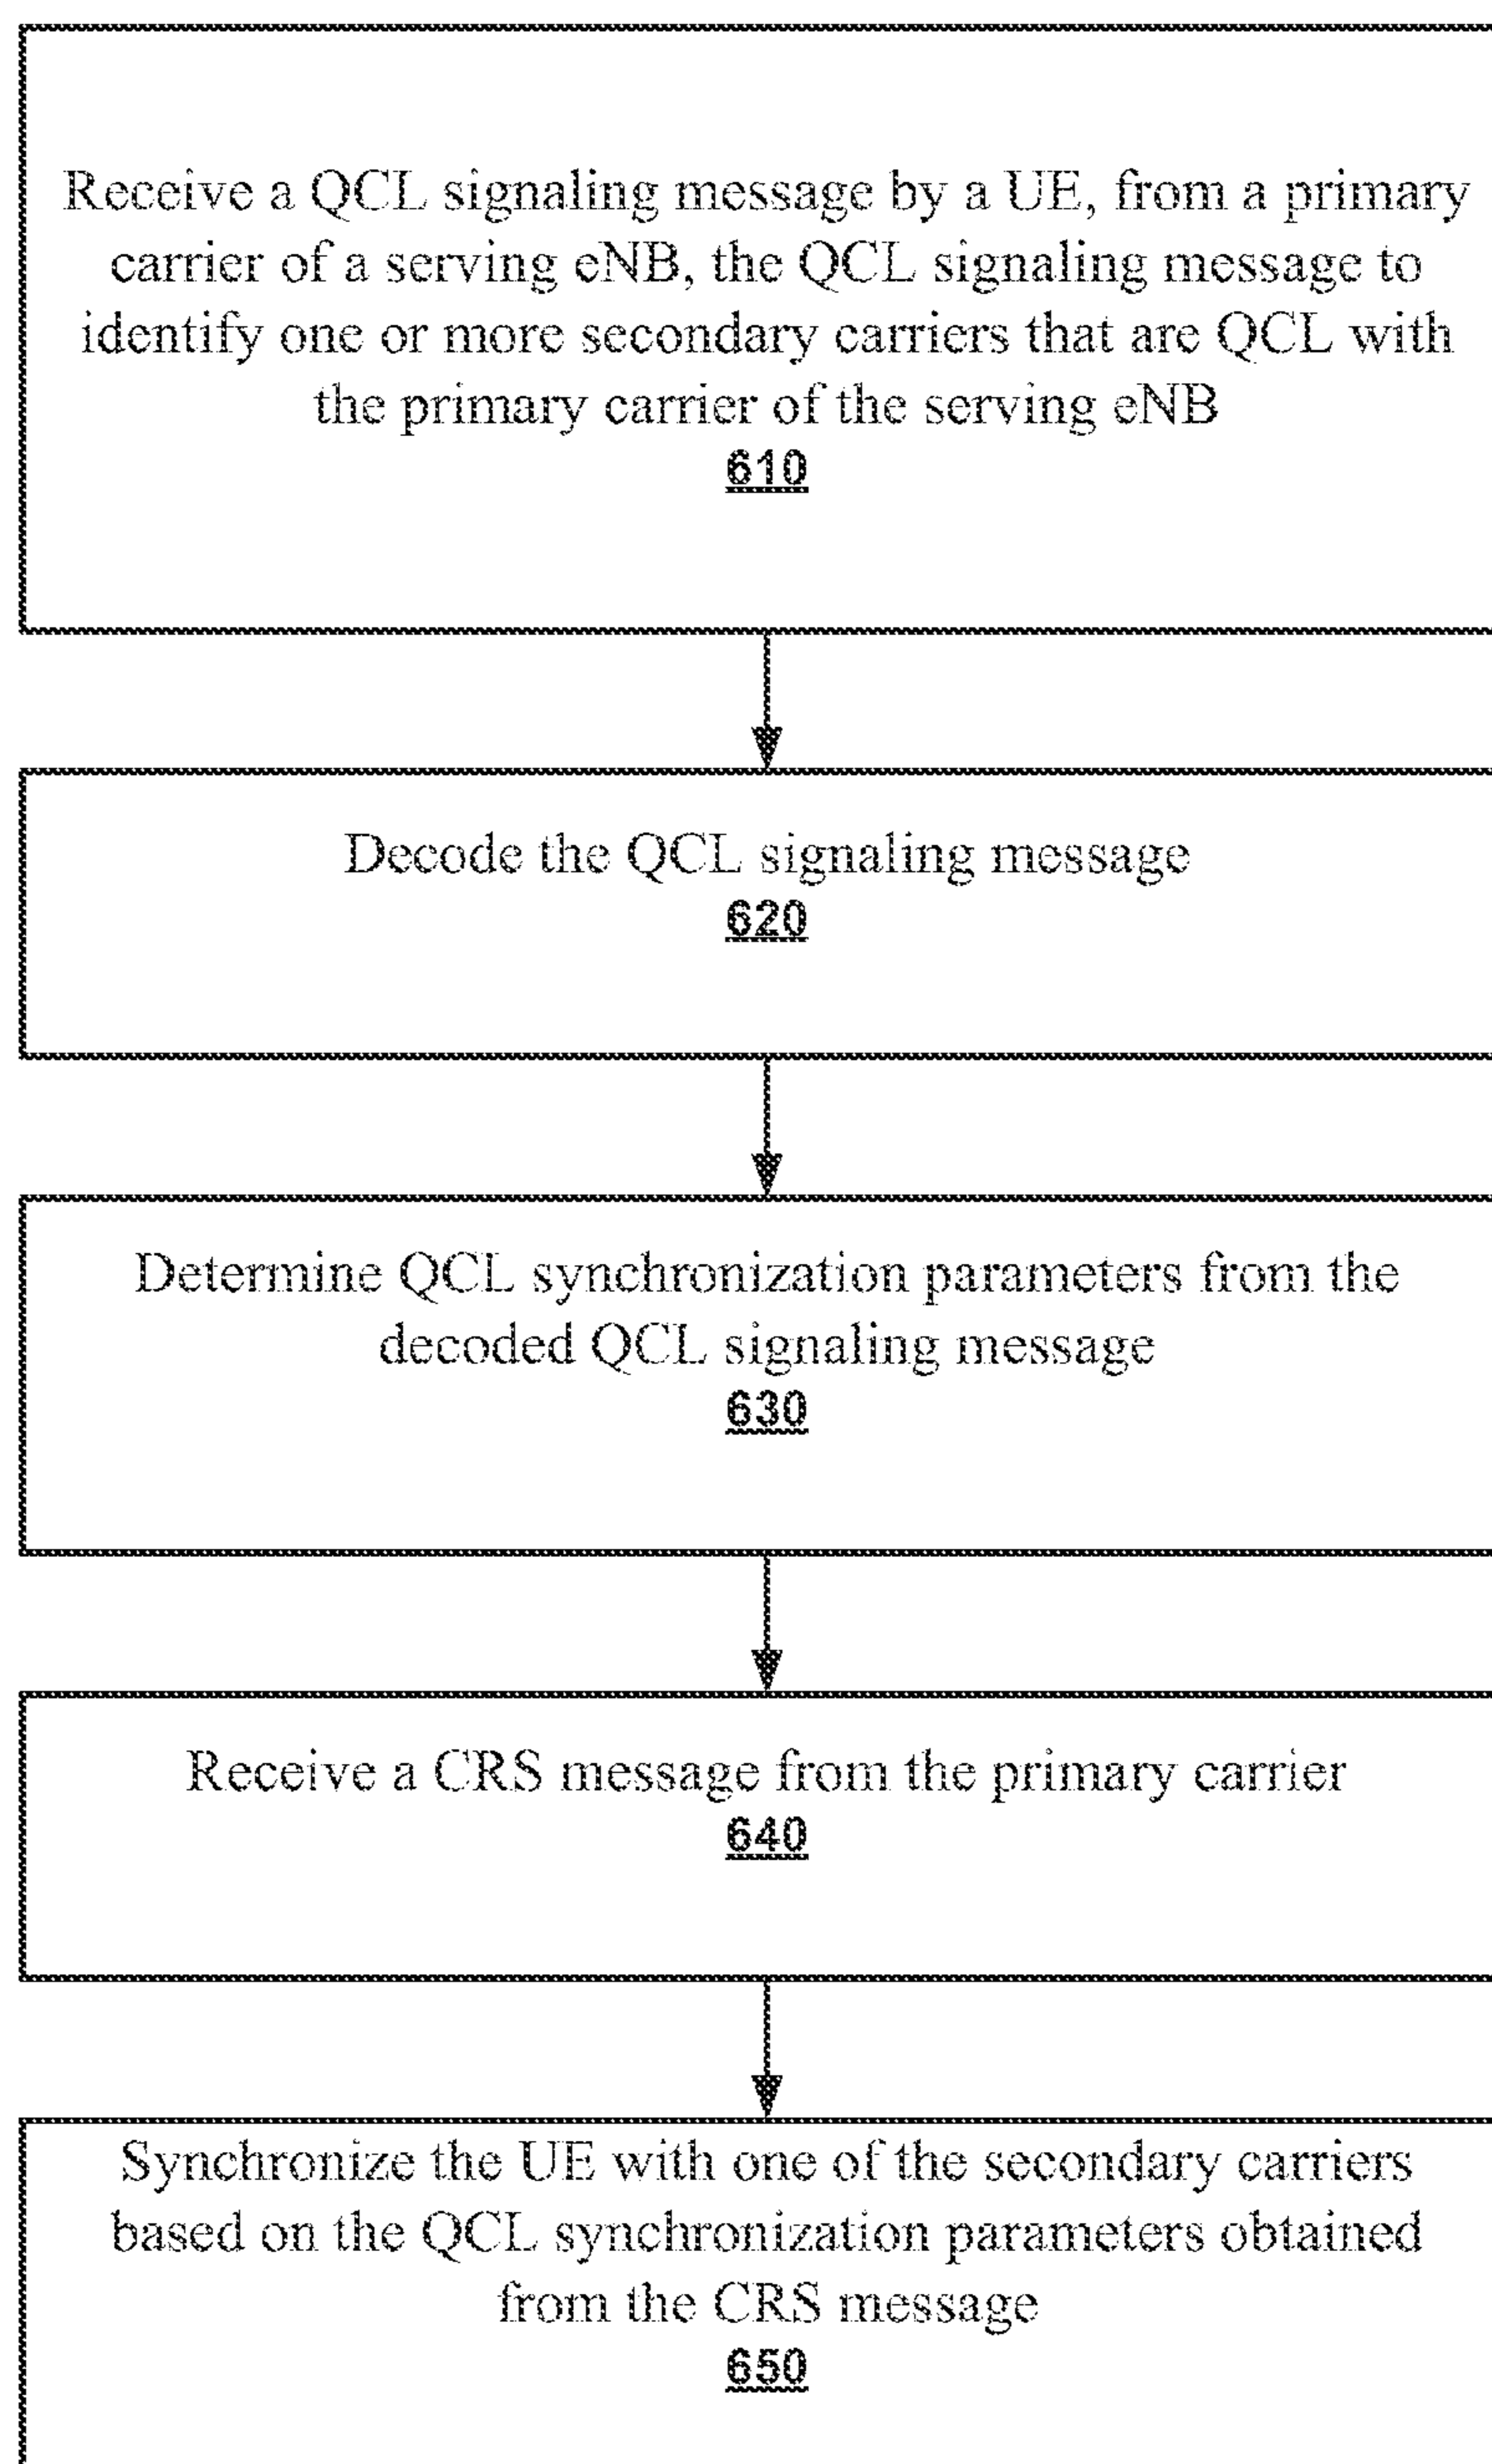 Receive a QCL signaling message by a UE, from a primary
carrier of a serving eNB, the QCL signaling message to
identify one or more secondary carriers that are QCL with
the primary carrier of the serving eNB
610
Decode the QCL signaling message
620
Determine QCL synchronization parameters from the
decoded QCL signaling message
630
Receive a CRS message from the primary carrier
640
Synchronize the UE with one of the secondary carriers
based on the QCL synchronization parameters obtained
from the CRS message
650